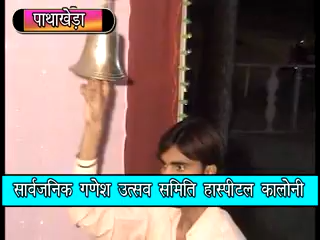 पाथाखेड़ा
सार्वजनिक गणेश उत्सव समिति हास्पीटल कालोनी